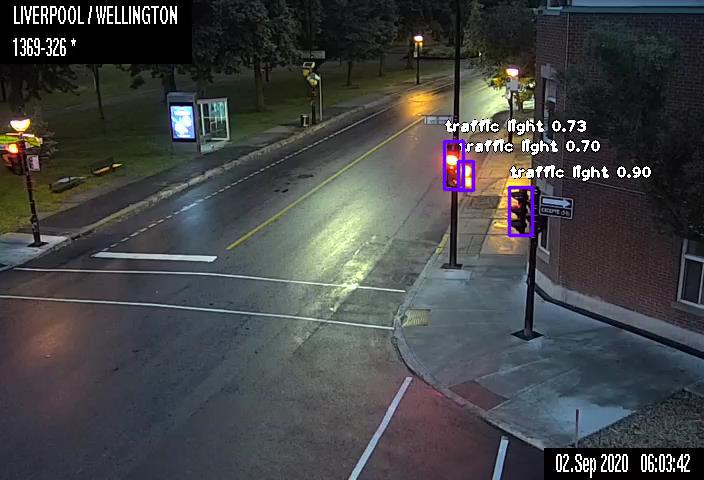 LIVERPOOL / WELLINGTON
1369-326 *
traffic light 0.73
traffic light 0.70
traffic light 0.90
02.Sep 2020 06:03:42